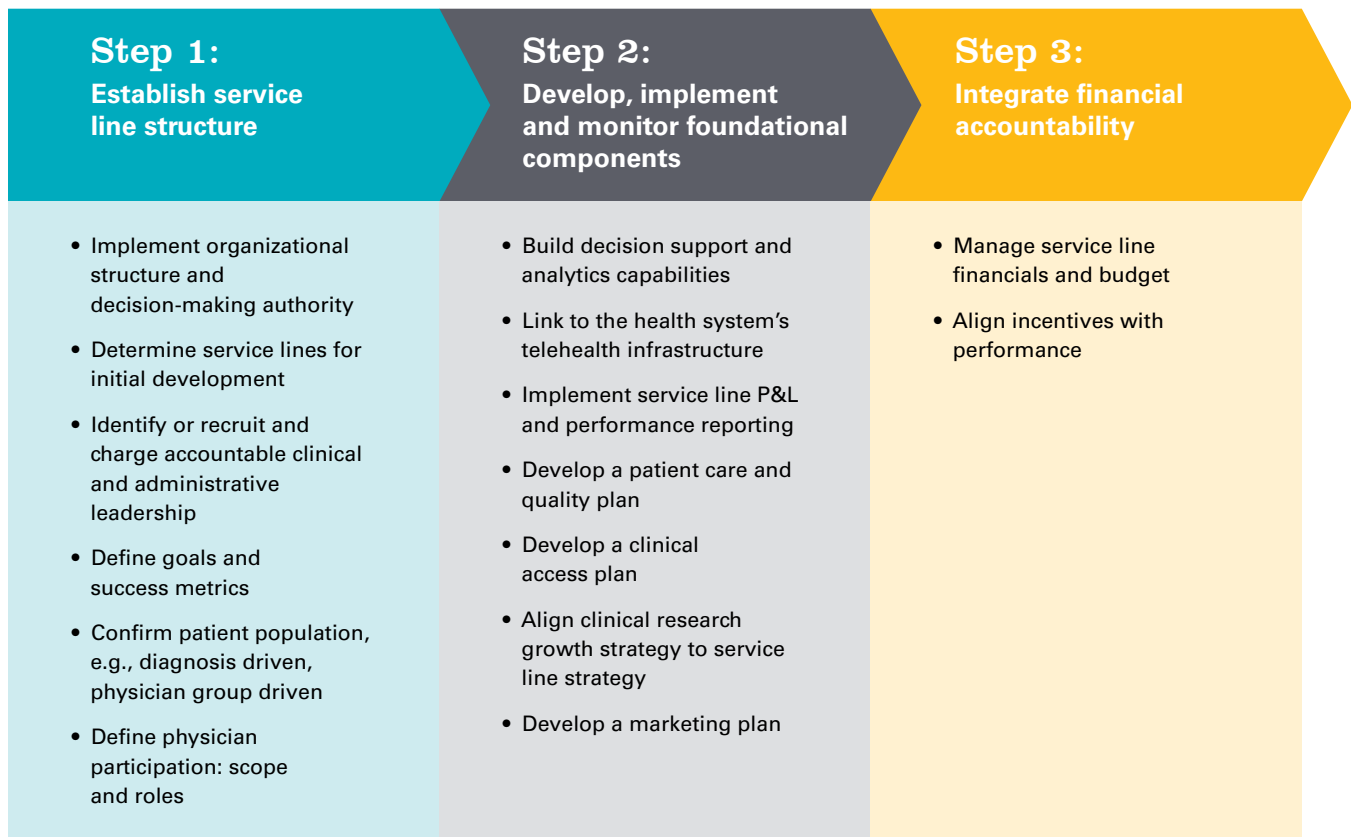 Step 1:
Establish service
line structure
• Implement organizational
structure and
decision-making authority
• Determine service lines for
initial development
• Identify or recruit and
charge accountable clinical
and administrative
leadership
• Define goals and
success metrics
• Confirm patient population,
e.g., diagnosis driven,
physician group driven
• Define physician
participation: scope
and roles
Step 2:
Develop, implement
and monitor foundational
components
• Build decision support and
analytics capabilities
• Link to the health system’s
telehealth infrastructure
• Implement service line P&L
and performance reporting
• Develop a patient care and
quality plan
• Develop a clinical
access plan
• Align clinical research
growth strategy to service
line strategy
• Develop a marketing plan
Step 3:
Integrate financial
accountability
• Manage service line
financials and budget
• Align incentives with
performance